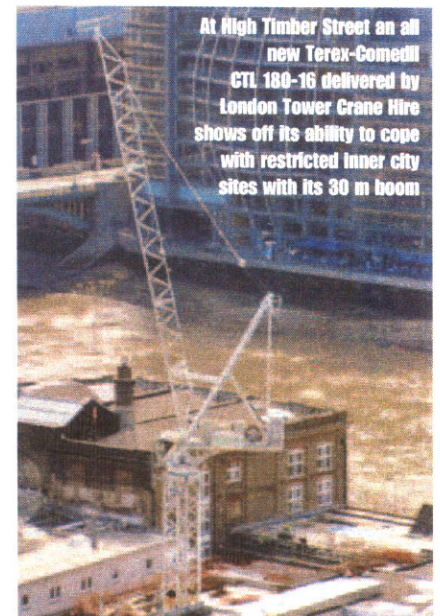 At High Timber Street an all
new Terex-Comedil
CTL 180-16 delivered by
London Tower Crane Hire
shows off its ability to cope
with restricted inner city
sites with its 30 m boom